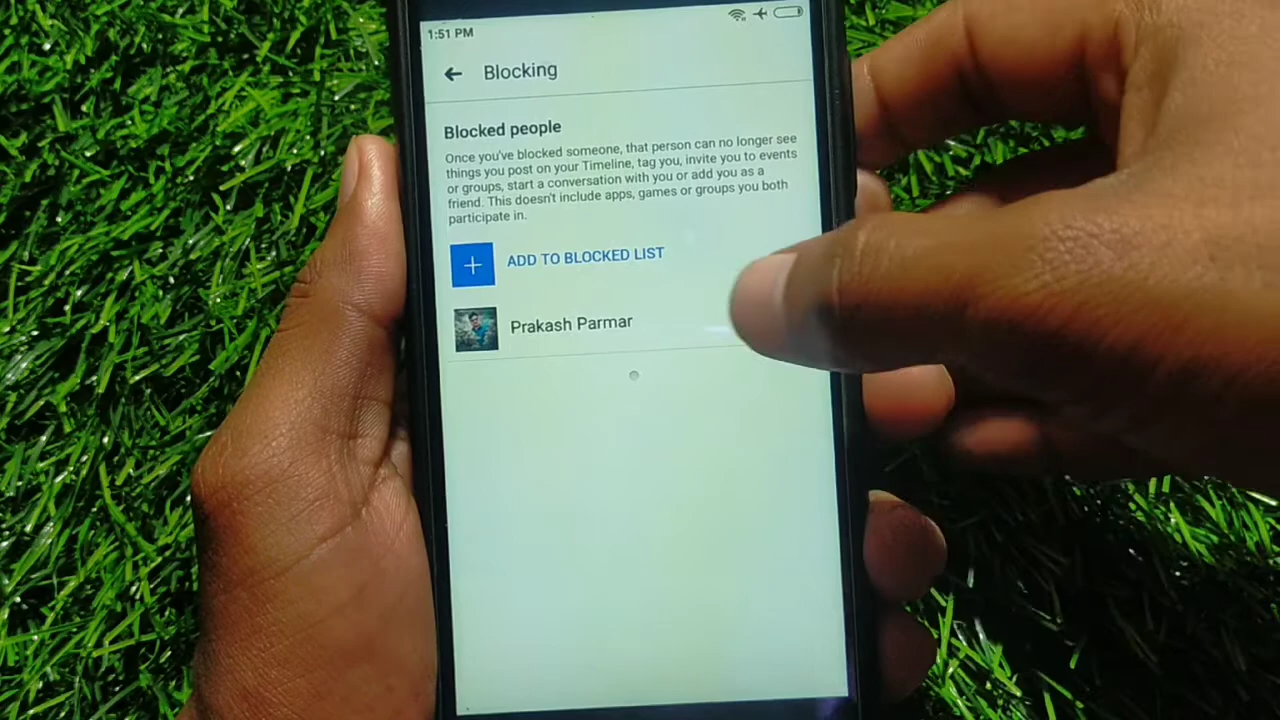 1:51 PM
Blocking
Blocked people
Once you've blocked someone, that person can no longer see
things you post on your Timeline, tag you, invite you to events
or groups, start a conversation with you or add you as a
friend. This doesn't include apps, games or groups you both
participate in.
ADD TO BLOCKED LIST
Prakash Parmar